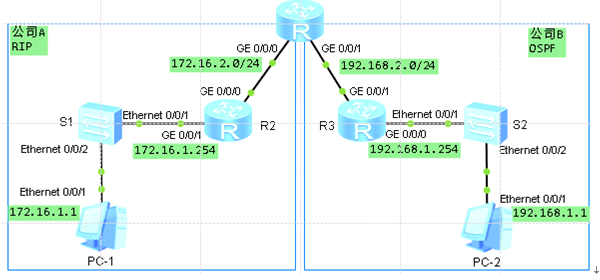 公司A
RIP
公司B
OSPF
GE 0/0/0
GE 0/0/1
172.16.2.0/24
192.168.2.0/24
GE 0/0/0
GE 0/0/1
S1
Ethernet 0/0/1
R
R2
R3
R
Ethernet 0/0/1
S2
GE 0/0/1
GE 0/0/0
Ethernet 0/0/2
172.16.1.254
192.168.1.254
Ethernet 0/0/2
Ethernet 0/0/1
Ethernet 0/0/1
172.16.1.1
192.168.1.1
PC-1
PC-2
R